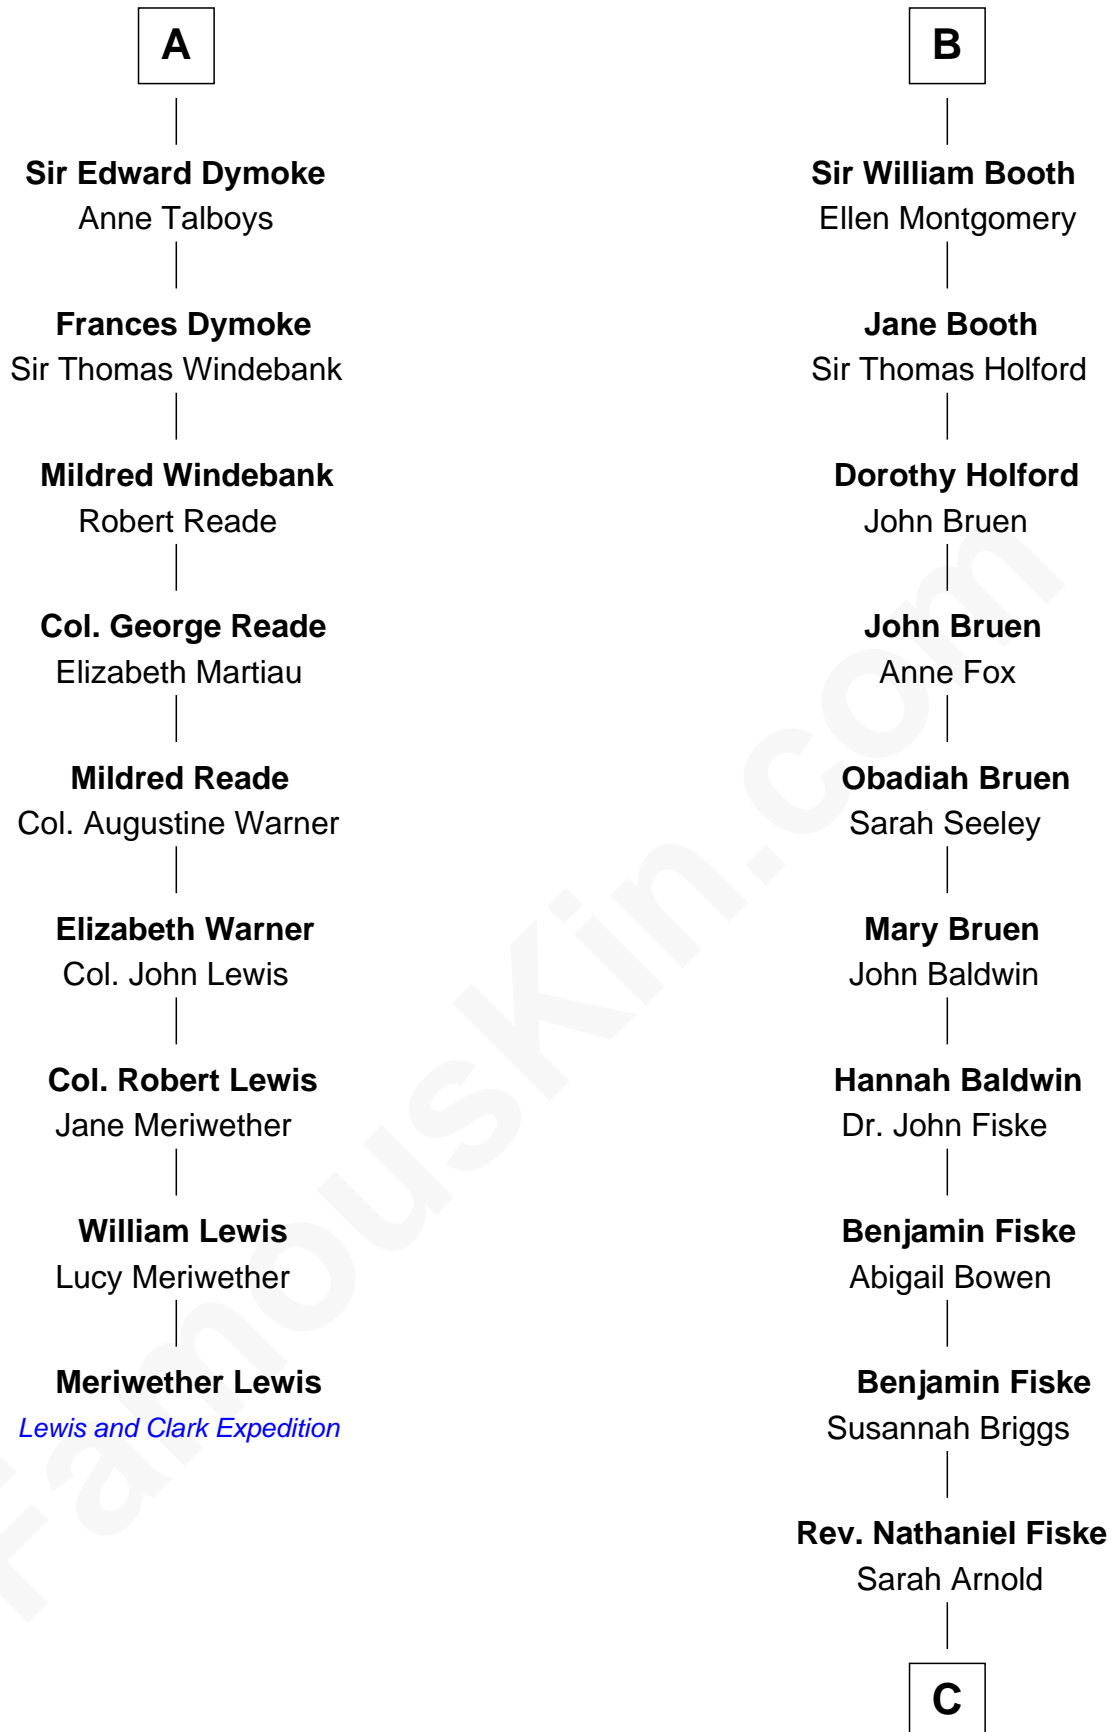 A
Sir Edward Dymoke
Anne Talboys
Frances Dymoke
Sir Thomas Windebank
Mildred Windebank
Robert Reade
Col. George Reade
Elizabeth Martiau
Mildred Reade
Col. Augustine Warner
Elizabeth Warner
Col. John Lewis
Col. Robert Lewis
Jane Meriwether
William Lewis
Lucy Meriwether
Meriwether Lewis
Lewis and Clark Expedition
B
Sir William Booth
Ellen Montgomery
Jane Booth
Sir Thomas Holford
Dorothy Holford
John Bruen
John Bruen
Anne Fox
Obadiah Bruen
Sarah Seeley
Mary Bruen
John Baldwin
Hannah Baldwin
Dr. John Fiske
Benjamin Fiske
Abigail Bowen
Benjamin Fiske
Susannah Briggs
Rev. Nathaniel Fiske
Sarah Arnold
C
FamousKin.com